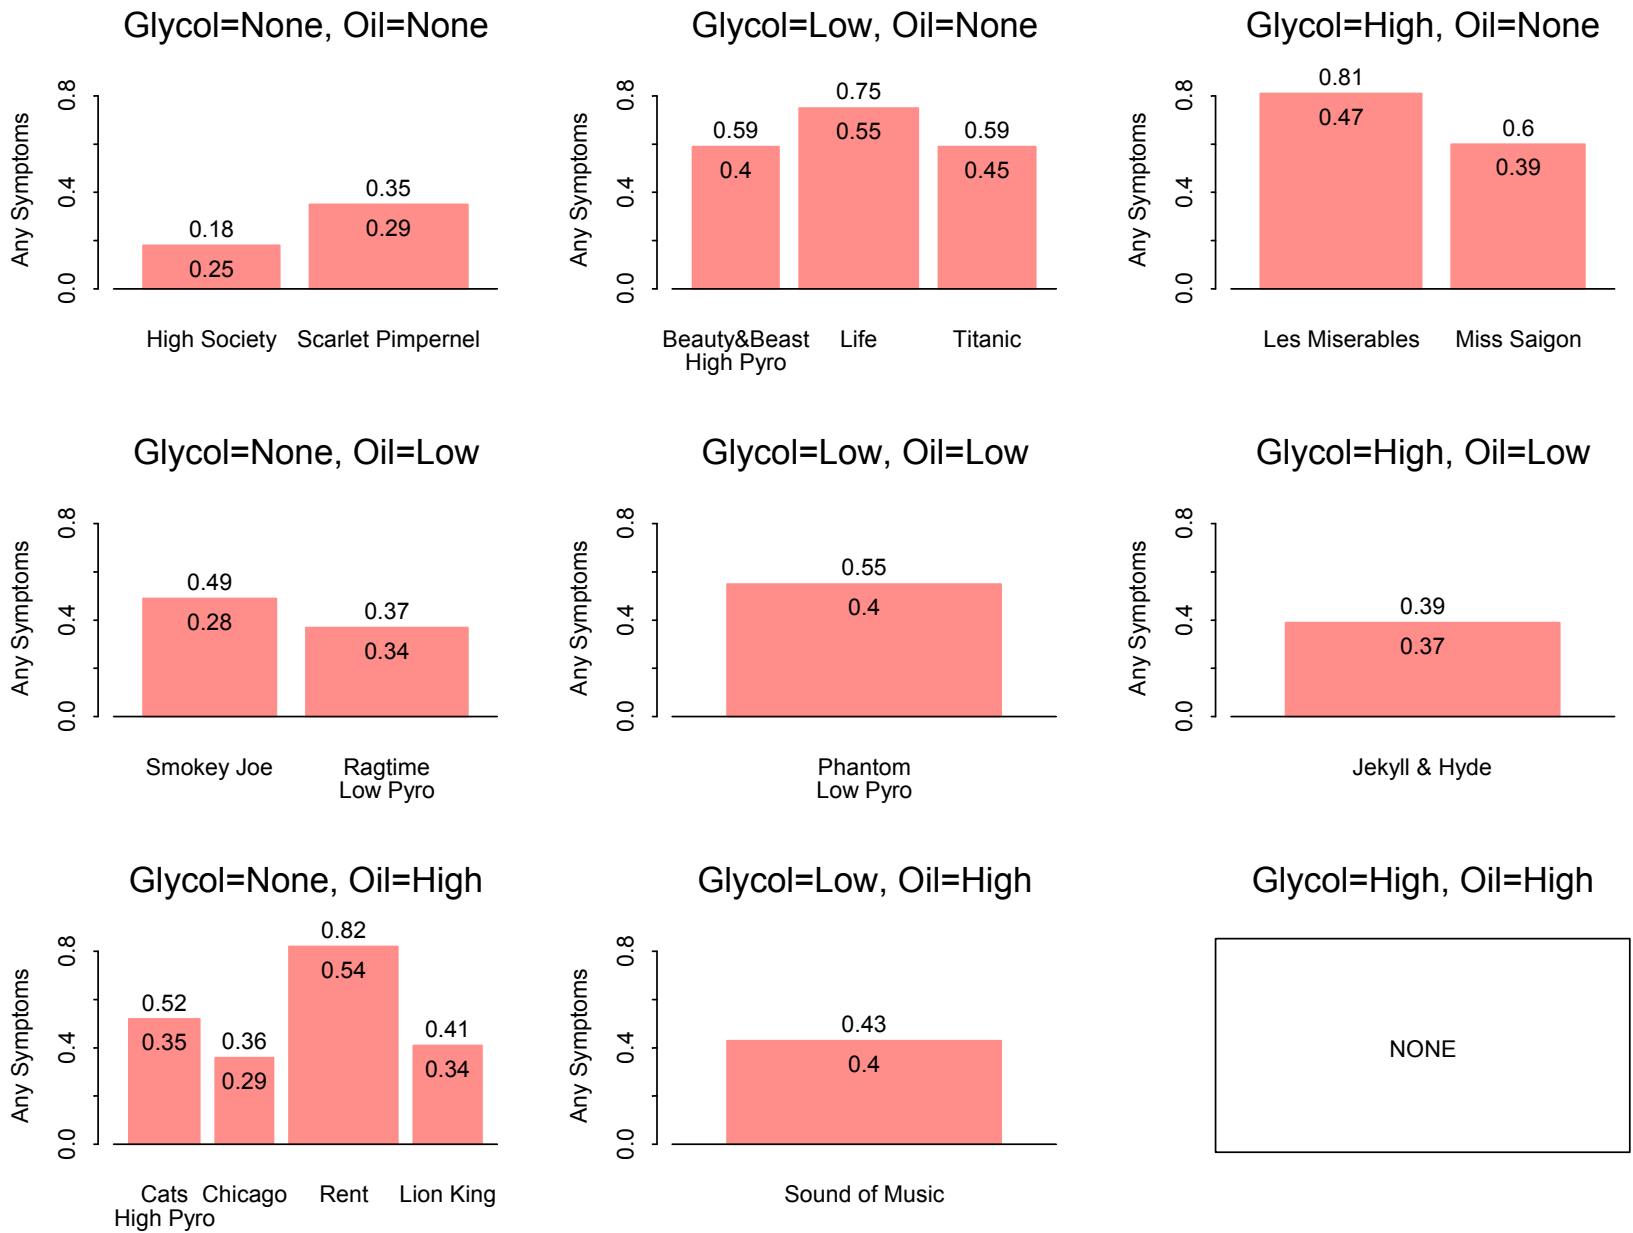 Glycol=None, Oil=None
Any Symptoms
0.0 0.4 0.8
0.18 0.35
0.25 0.29
High Society Scarlet Pimpernel
Glycol=Low, Oil=None
Any Symptoms
0.0 0.4 0.8
0.59 0.75 0.59
0.4 0.55 0.45
Beauty&Beast Life Titanic
High Pyro
Glycol=High, Oil=None
Any Symptoms
0.0 0.4 0.8
0.81 0.6
0.47 0.39
Les Miserables Miss Saigon
Glycol=None, Oil=Low
Any Symptoms
0.0 0.4 0.8
0.49 0.37
0.28 0.34
Smokey Joe Ragtime
Low Pyro
Glycol=Low, Oil=Low
Any Symptoms
0.0 0.4 0.8
0.55
0.4
Phantom
Low Pyro
Glycol=High, Oil=Low
Any Symptoms
0.0 0.4 0.8
0.39
0.37
Jekyll & Hyde
Glycol=None, Oil=High
Any Symptoms
0.0 0.4 0.8
0.52 0.36 0.82 0.41
0.35 0.29 0.54 0.34
Cats Chicago Rent Lion King
High Pyro
Glycol=Low, Oil=High
Any Symptoms
0.0 0.4 0.8
0.43
0.4
Sound of Music
Glycol=High, Oil=High
NONE